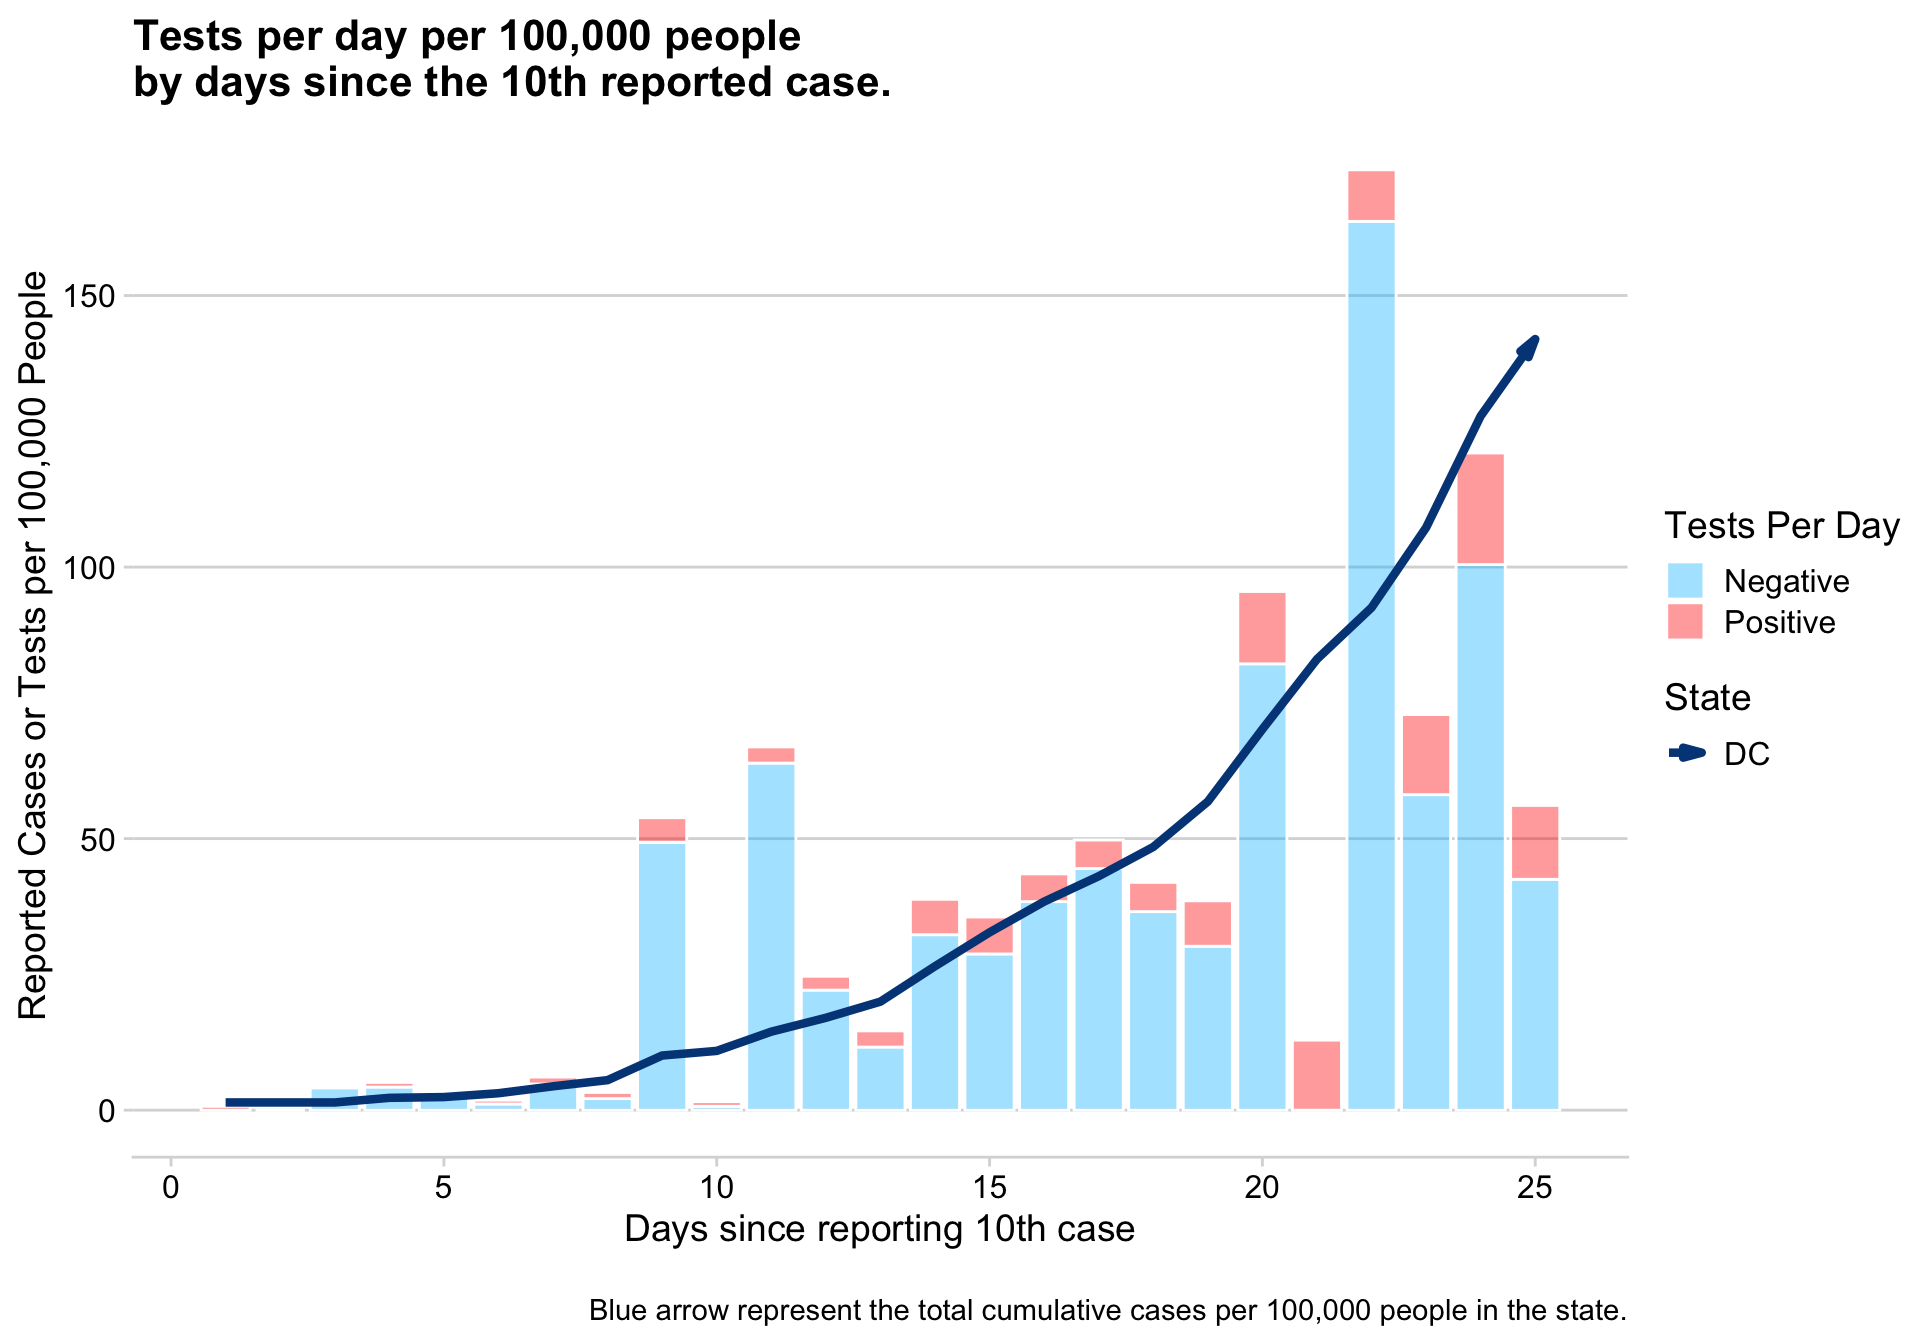 Tests per day per 100,000 people
by days since the 10th reported case.
Reported Cases or Tests per 100,000 People
150
100
50
0
0 5 10 15 20 25
Days since reporting 10th case
Tests Per Day
Negative
Positive
State
DC
Blue arrow represent the total cumulative cases per 100,000 people in the state.